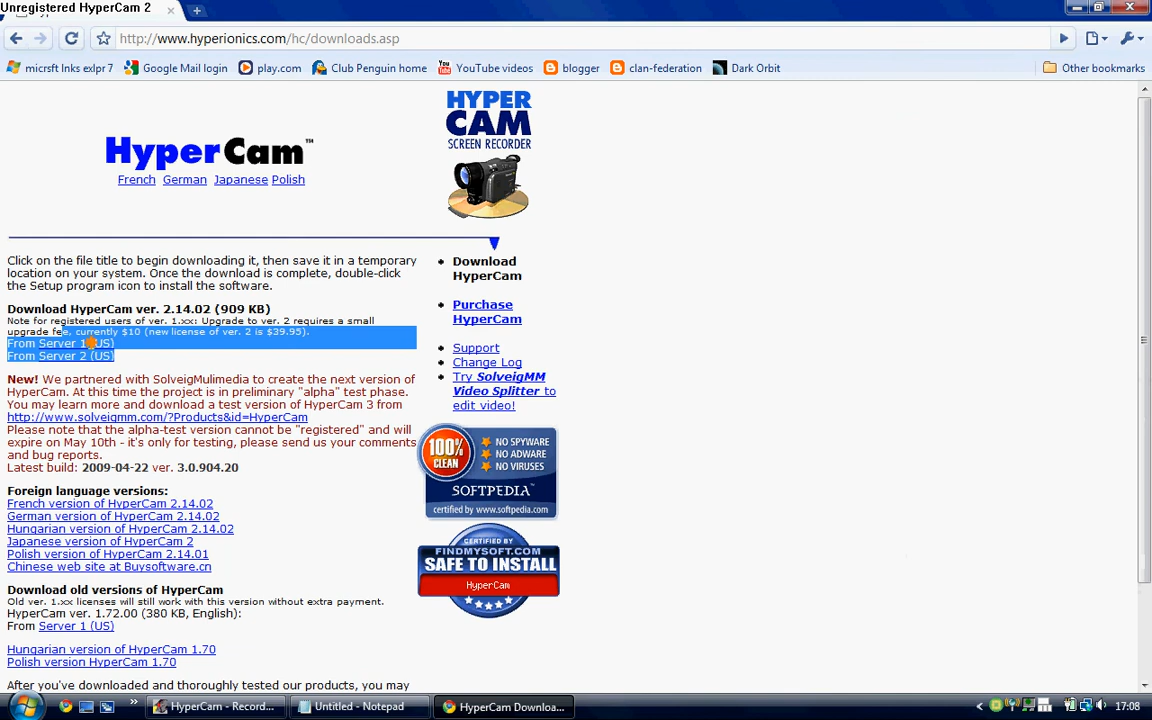 Unregistered HyperCam 2
http://www.hyperionics.com/hc/downloads.asp
micrsft lnks explr 7
Google Mail login
play.com
Club Penguin home
YouTube videos
blogger
clan-federation
Dark Orbit
Other bookmarks
HyperCam™
French German Japanese Polish
HYPER
CAM
SCREEN RECORDER
Click on the file title to begin downloading it, then save it in a temporary
location on your system. Once the download is complete, double-click
the Setup program icon to install the software.
Download HyperCam ver. 2.14.02 (909 KB)
Note for registered users of ver. 1.xx: Upgrade to ver. 2 requires a small
upgrade fee, currently $10 (new license of ver. 2 is $39.95).
From Server 1 (US)
From Server 2 (US)
New! We partnered with SolveigMulimedia to create the next version of
HyperCam. At this time the project is in preliminary "alpha" test phase.
You may learn more and download a test version of HyperCam 3 from
http://www.solveigmm.com/?Products&id=HyperCam
Please note that the alpha-test version cannot be "registered" and will
expire on May 10th - it's only for testing, please send us your comments
and bug reports.
Latest build: 2009-04-22 ver. 3.0.904.20
Foreign language versions:
French version of HyperCam 2.14.02
German version of HyperCam 2.14.02
Hungarian version of HyperCam 2.14.02
Japanese version of HyperCam 2
Polish version of HyperCam 2.14.01
Chinese web site at Buysoftware.cn
Download old versions of HyperCam
Old ver. 1.xx licenses will still work with this version without extra payment.
HyperCam ver. 1.72.00 (380 KB, English):
From Server 1 (US)
Hungarian version of HyperCam 1.70
Polish version HyperCam 1.70
After you've downloaded and thoroughly tested our products, you may
Download
HyperCam
Purchase
HyperCam
Support
Change Log
Try SolveigMM
Video Splitter to
edit video!
100%
CLEAN
NO SPYWARE
NO ADWARE
NO VIRUSES
SOFTPEDIA™
certified by www.softpedia.com
CERTIFIED BY
FINDMYSOFT.COM
SAFE TO INSTALL
HyperCam
HyperCam - Record...
Untitled - Notepad
HyperCam Downloa...
17:08